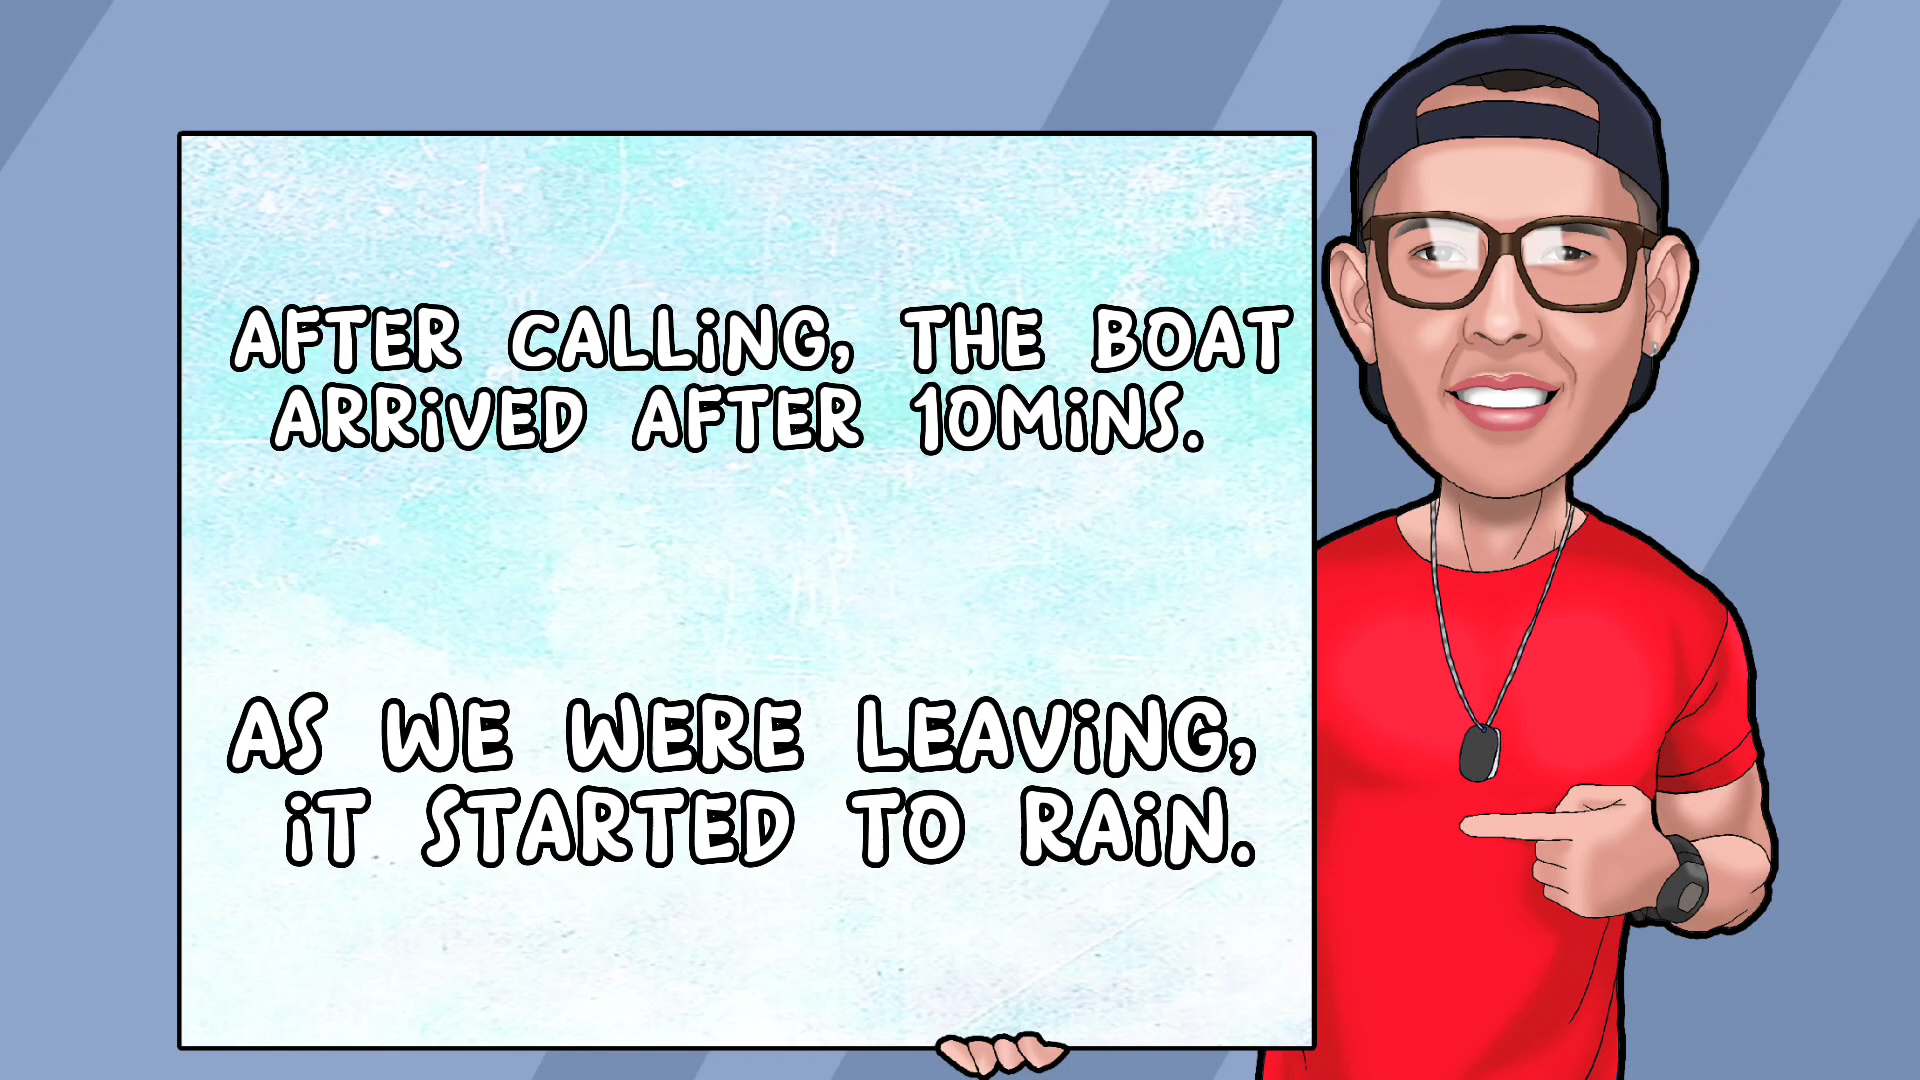 AFTER CALLING, THE BOAT
ARRIVED AFTER 10MINS.
AS WE WERE LEAVING,
IT STARTED TO RAIN.